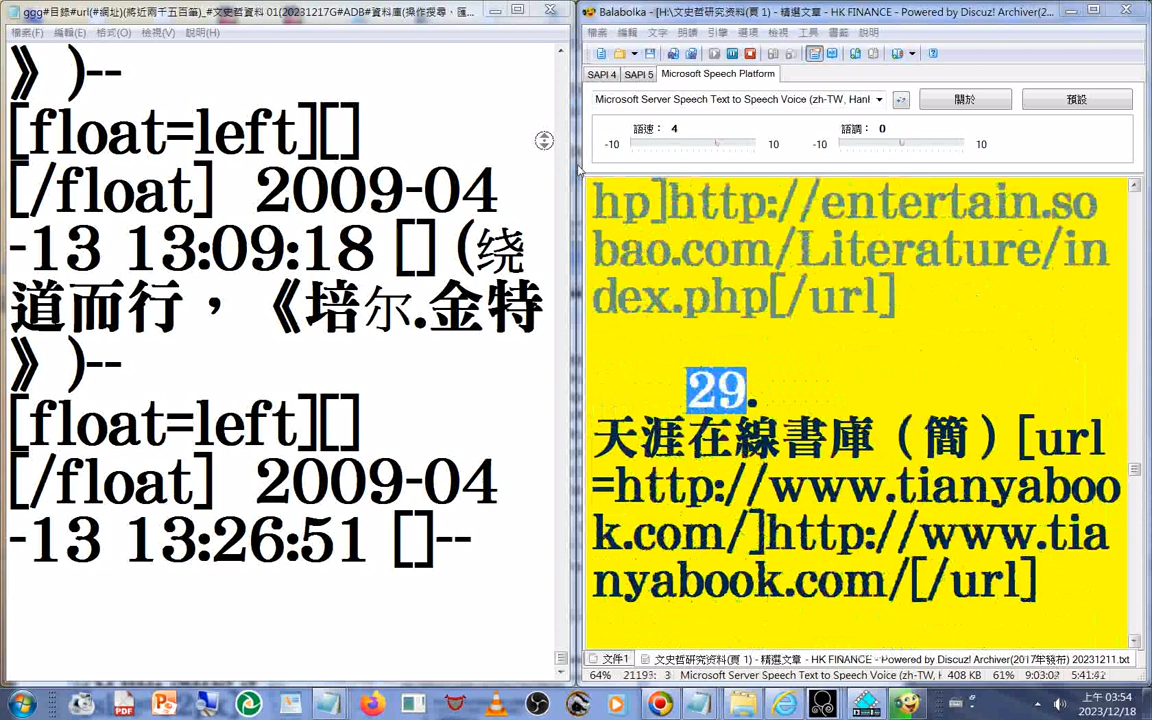 ggg#目錄#url(#網址)(將近兩千五百筆)_#文史哲資料 01(20231217G#ADB#資料庫(操作搜尋、匯...
檔案(F) 編輯(E) 格式(O) 檢視(V) 說明(H)
》 )--
[float=left][]
[/float] 2009-04
-13 13:09:18 [] (绕
道而行，《培尔.金特
》 )--
[float=left][]
[/float] 2009-04
-13 13:26:51 []--
Balabolka - [H:\文史哲研究资料(頁 1) - 精選文章 - HK FINANCE - Powered by Discuz! Archiver(2...
檔案 編輯 文字 朗讀 引擎 選項 檢視 工具 書籤 說明
SAPI 4 SAPI 5 Microsoft Speech Platform
Microsoft Server Speech Text to Speech Voice (zh-TW, Hanl
關於 預設
語速： 4 語調： 0
-10 10 -10 10
hp]http://entertain.so
bao.com/Literature/in
dex.php[/url]
29.
天涯在線書庫（簡）[url
=http://www.tianyaboo
k.com/]http://www.tia
nyabook.com/[/url]
文件1 文史哲研究资料(頁 1) - 精選文章 - HK FINANCE - Powered by Discuz! Archiver(2017年發布) 20231211.txt
64% 21193: 3 Microsoft Server Speech Text to Speech Voice (zh-TW, H 408 KB 61% 9:03:02 5:41:42
上午 03:54
2023/12/18